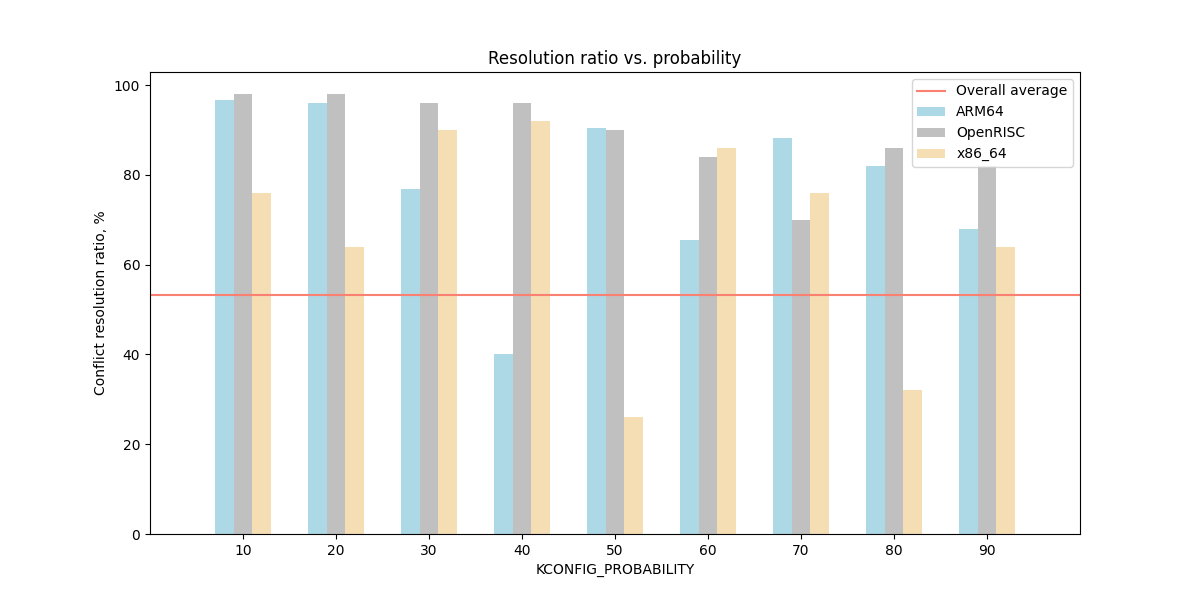 Resolution ratio vs. probability
Conflict resolution ratio, %
100
80
60
40
20
0
Overall average
ARM64
OpenRISC
x86_64
10 20 30 40 50 60 70 80 90
KCONFIG_PROBABILITY